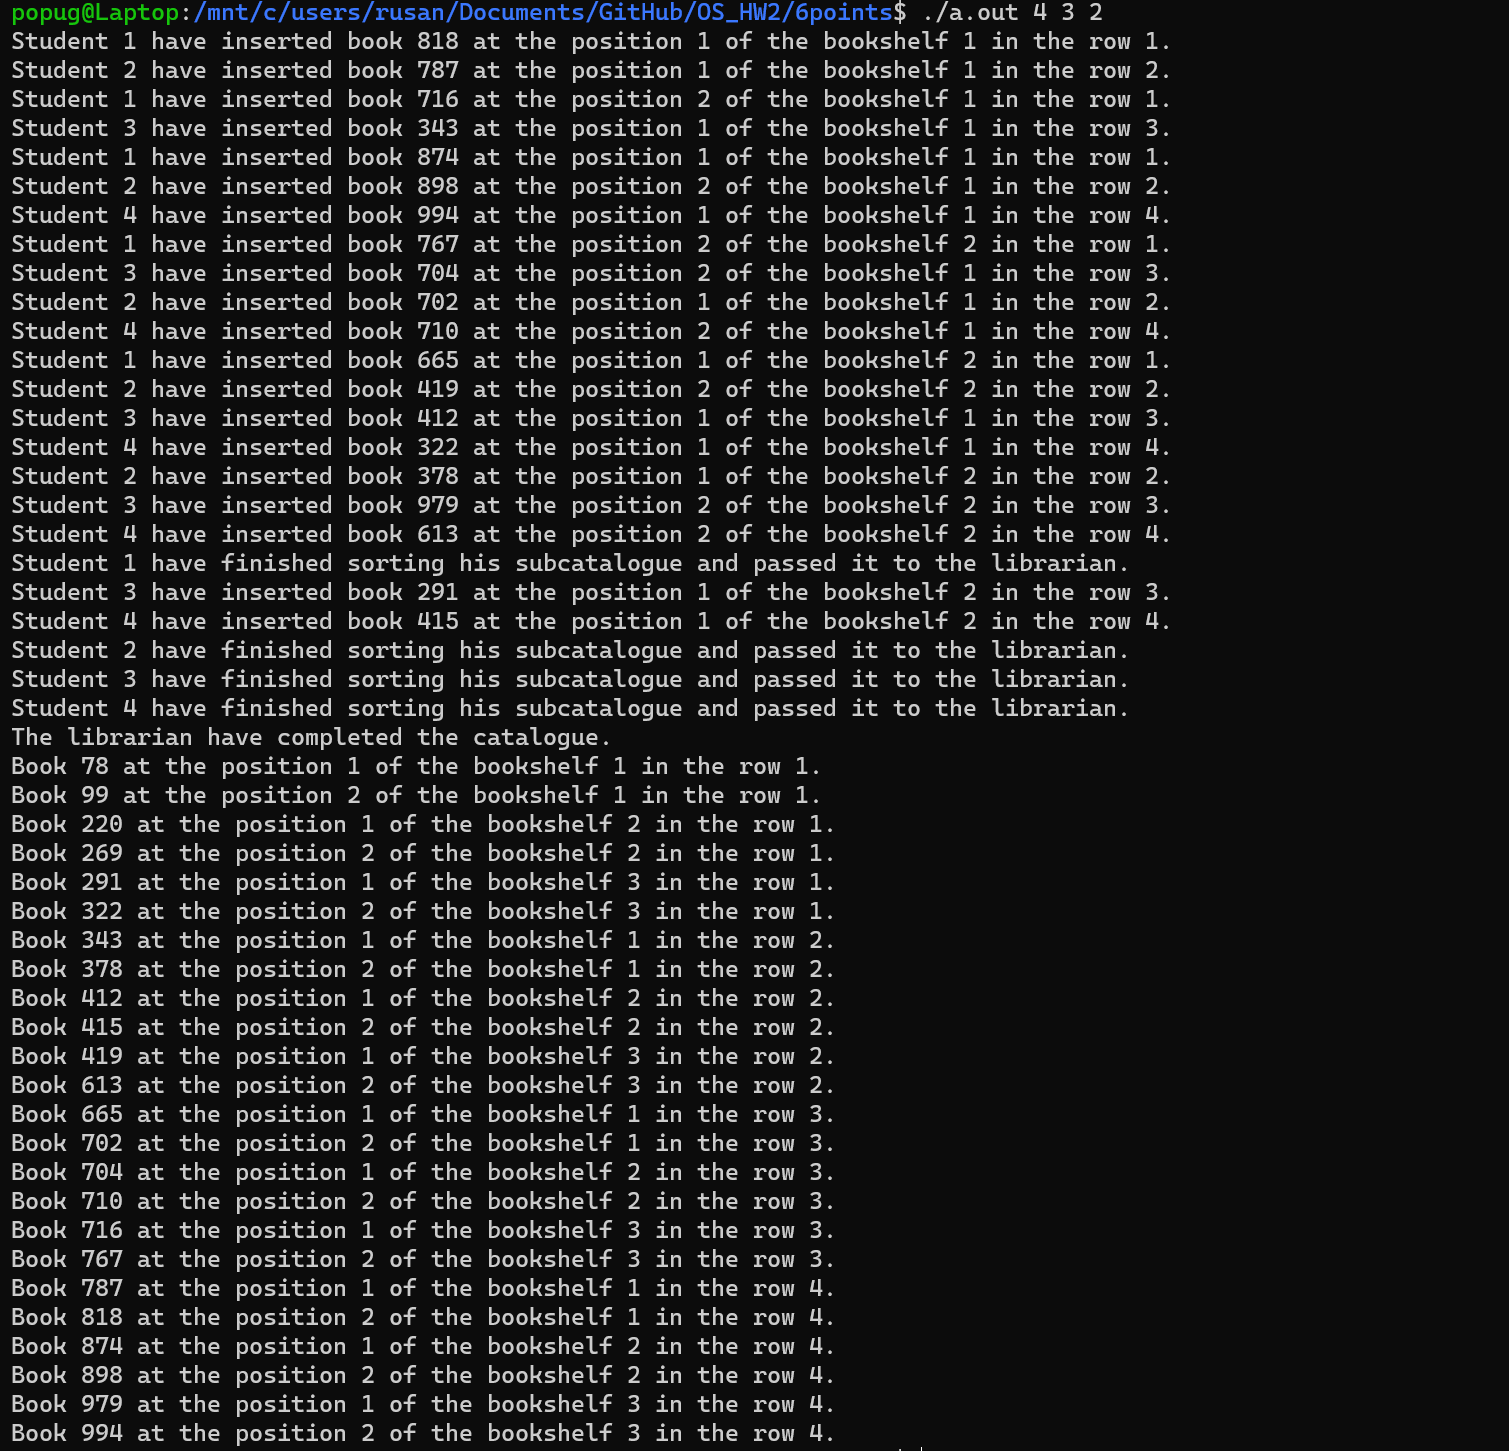 popug@Laptop:/mnt/c/users/rusan/Documents/GitHub/OS_HW2/6points$ ./a.out 4 3 2
Student 1 have inserted book 818 at the position 1 of the bookshelf 1 in the row 1.
Student 2 have inserted book 787 at the position 1 of the bookshelf 1 in the row 2.
Student 1 have inserted book 716 at the position 2 of the bookshelf 1 in the row 1.
Student 3 have inserted book 343 at the position 1 of the bookshelf 1 in the row 3.
Student 1 have inserted book 874 at the position 1 of the bookshelf 1 in the row 1.
Student 2 have inserted book 898 at the position 2 of the bookshelf 1 in the row 2.
Student 4 have inserted book 994 at the position 1 of the bookshelf 1 in the row 4.
Student 1 have inserted book 767 at the position 2 of the bookshelf 2 in the row 1.
Student 3 have inserted book 704 at the position 2 of the bookshelf 1 in the row 3.
Student 2 have inserted book 702 at the position 1 of the bookshelf 1 in the row 2.
Student 4 have inserted book 710 at the position 2 of the bookshelf 1 in the row 4.
Student 1 have inserted book 665 at the position 1 of the bookshelf 2 in the row 1.
Student 2 have inserted book 419 at the position 2 of the bookshelf 2 in the row 2.
Student 3 have inserted book 412 at the position 1 of the bookshelf 1 in the row 3.
Student 4 have inserted book 322 at the position 1 of the bookshelf 1 in the row 4.
Student 2 have inserted book 378 at the position 1 of the bookshelf 2 in the row 2.
Student 3 have inserted book 979 at the position 2 of the bookshelf 2 in the row 3.
Student 4 have inserted book 613 at the position 2 of the bookshelf 2 in the row 4.
Student 1 have finished sorting his subcatalogue and passed it to the librarian.
Student 3 have inserted book 291 at the position 1 of the bookshelf 2 in the row 3.
Student 4 have inserted book 415 at the position 1 of the bookshelf 2 in the row 4.
Student 2 have finished sorting his subcatalogue and passed it to the librarian.
Student 3 have finished sorting his subcatalogue and passed it to the librarian.
Student 4 have finished sorting his subcatalogue and passed it to the librarian.
The librarian have completed the catalogue.
Book 78 at the position 1 of the bookshelf 1 in the row 1.
Book 99 at the position 2 of the bookshelf 1 in the row 1.
Book 220 at the position 1 of the bookshelf 2 in the row 1.
Book 269 at the position 2 of the bookshelf 2 in the row 1.
Book 291 at the position 1 of the bookshelf 3 in the row 1.
Book 322 at the position 2 of the bookshelf 3 in the row 1.
Book 343 at the position 1 of the bookshelf 1 in the row 2.
Book 378 at the position 2 of the bookshelf 1 in the row 2.
Book 412 at the position 1 of the bookshelf 2 in the row 2.
Book 415 at the position 2 of the bookshelf 2 in the row 2.
Book 419 at the position 1 of the bookshelf 3 in the row 2.
Book 613 at the position 2 of the bookshelf 3 in the row 2.
Book 665 at the position 1 of the bookshelf 1 in the row 3.
Book 702 at the position 2 of the bookshelf 1 in the row 3.
Book 704 at the position 1 of the bookshelf 2 in the row 3.
Book 710 at the position 2 of the bookshelf 2 in the row 3.
Book 716 at the position 1 of the bookshelf 3 in the row 3.
Book 767 at the position 2 of the bookshelf 3 in the row 3.
Book 787 at the position 1 of the bookshelf 1 in the row 4.
Book 818 at the position 2 of the bookshelf 1 in the row 4.
Book 874 at the position 1 of the bookshelf 2 in the row 4.
Book 898 at the position 2 of the bookshelf 2 in the row 4.
Book 979 at the position 1 of the bookshelf 3 in the row 4.
Book 994 at the position 2 of the bookshelf 3 in the row 4.